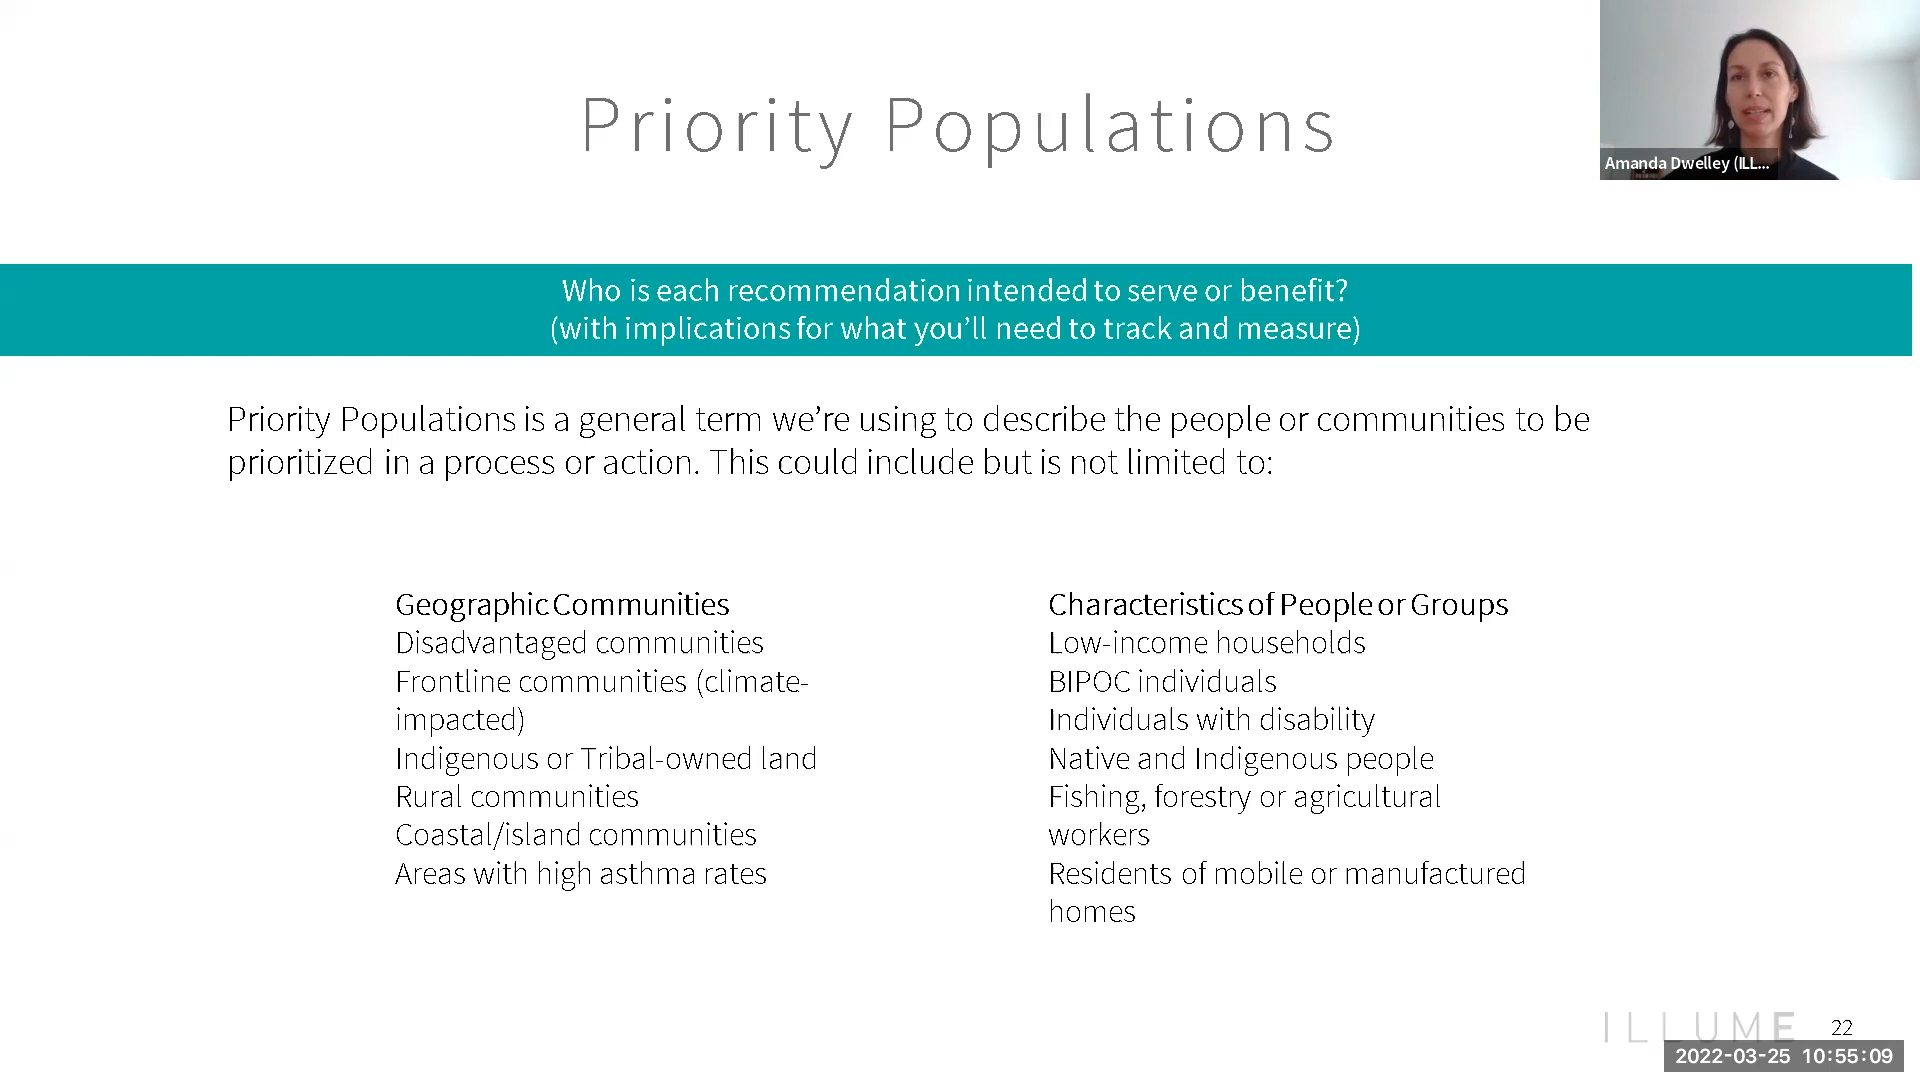 Priority Populations
Amanda Dwelley (ILL...
Who is each recommendation intended to serve or benefit?
(with implications for what you’ll need to track and measure)
Priority Populations is a general term we’re using to describe the people or communities to be
prioritized in a process or action. This could include but is not limited to:
Geographic Communities
Disadvantaged communities
Frontline communities (climate-
impacted)
Indigenous or Tribal-owned land
Rural communities
Coastal/island communities
Areas with high asthma rates
Characteristics of People or Groups
Low-income households
BIPOC individuals
Individuals with disability
Native and Indigenous people
Fishing, forestry or agricultural
workers
Residents of mobile or manufactured
homes
ILLUME
22
2022-03-25 10:55:09